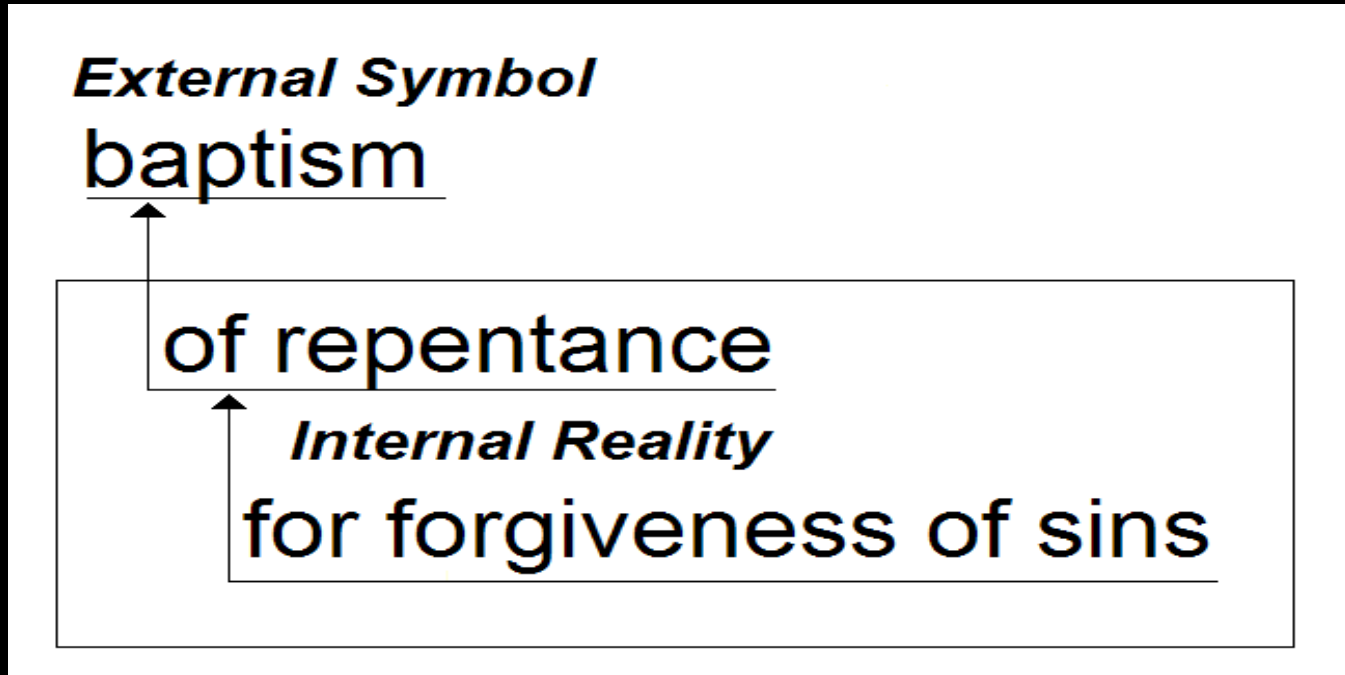 External Symbol
baptism
of repentance
Internal Reality
for forgiveness of sins